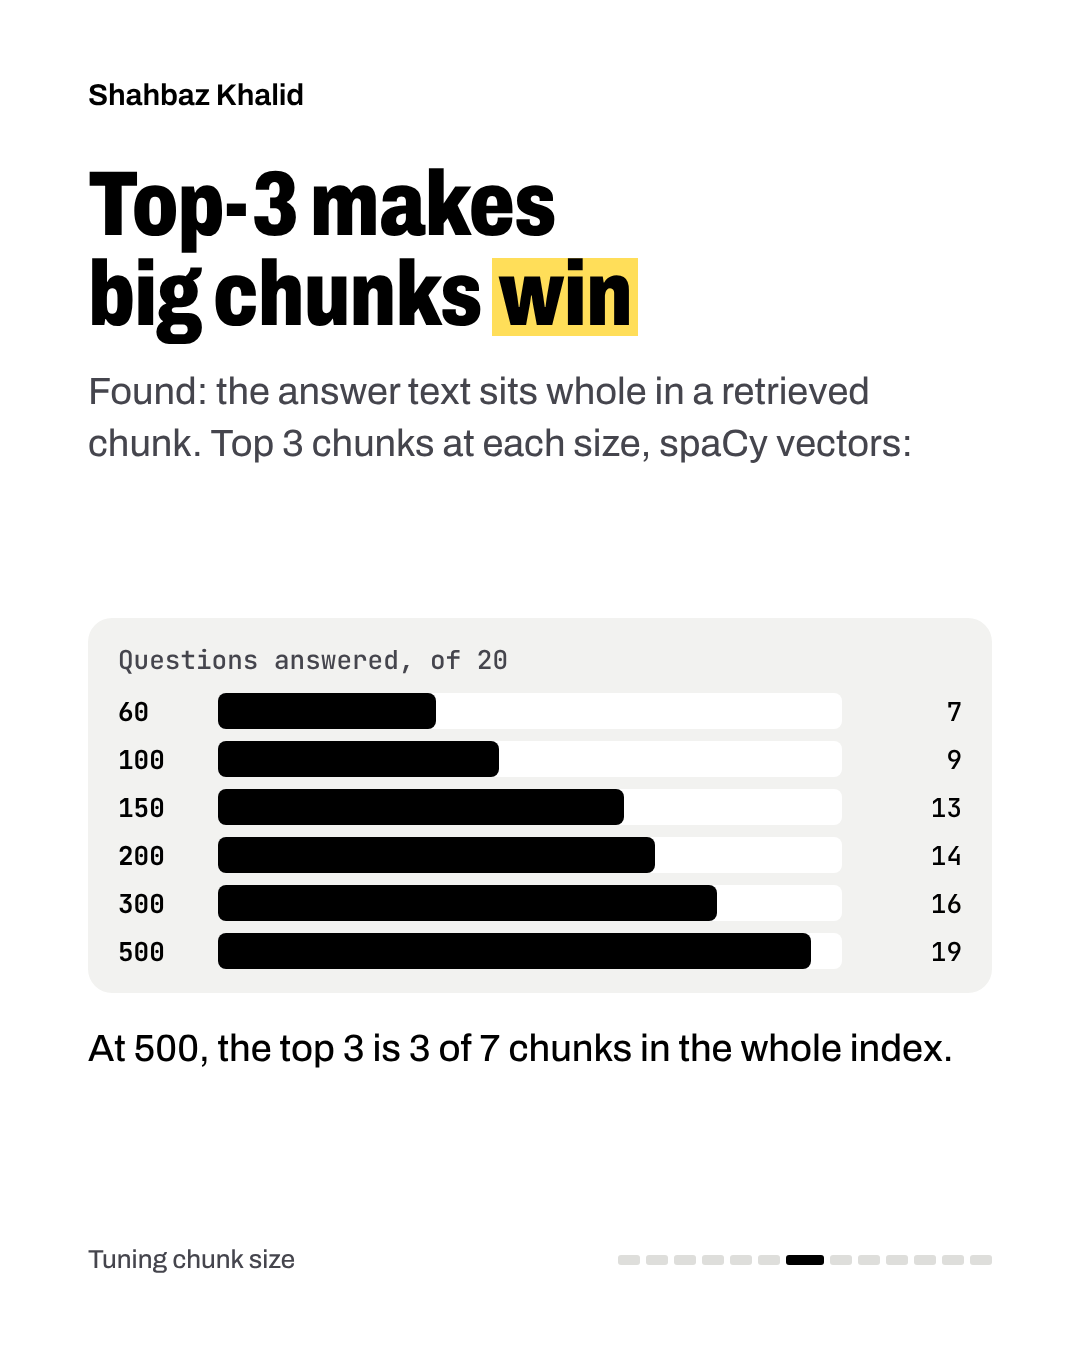 Shahbaz Khalid
Top-3 makes
big chunks win
Found: the answer text sits whole in a retrieved
chunk. Top 3 chunks at each size, spaCy vectors:
Questions answered, of 20
60 7
100 9
150 13
200 14
300 16
500 19
At 500, the top 3 is 3 of 7 chunks in the whole index.
Tuning chunk size